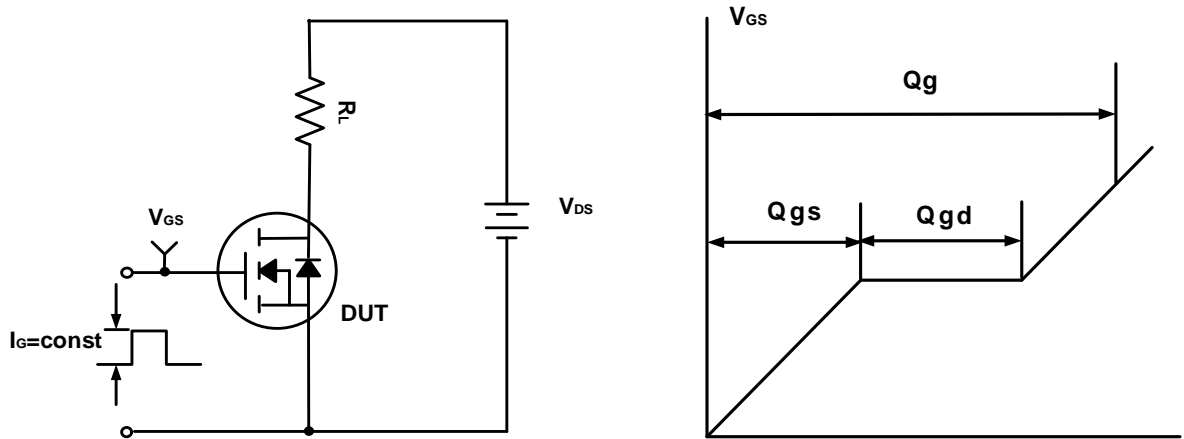 RL
VDS
VGS
DUT
IG=const
VGS
Qg
Qgs
Qgd